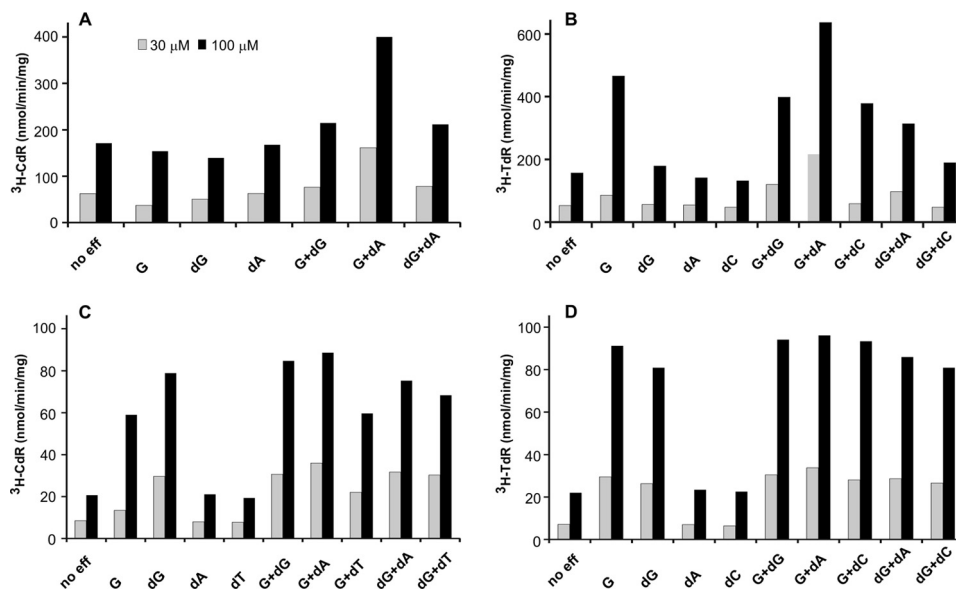 A
³H-CdR (nmol/min/mg)
400
300
200
100
0
30 μM 100 μM
no eff G dG dA G+dG G+dA dG+dA
B
³H-TdR (nmol/min/mg)
600
400
200
0
no eff G dG dA dC G+dG G+dA G+dC dG+dA dG+dC
C
³H-CdR (nmol/min/mg)
100
80
60
40
20
0
no eff G dG dA dT G+dG G+dA G+dT dG+dA dG+dT
D
³H-TdR (nmol/min/mg)
100
80
60
40
20
0
no eff G dG dA dC G+dG G+dA G+dC dG+dA dG+dC